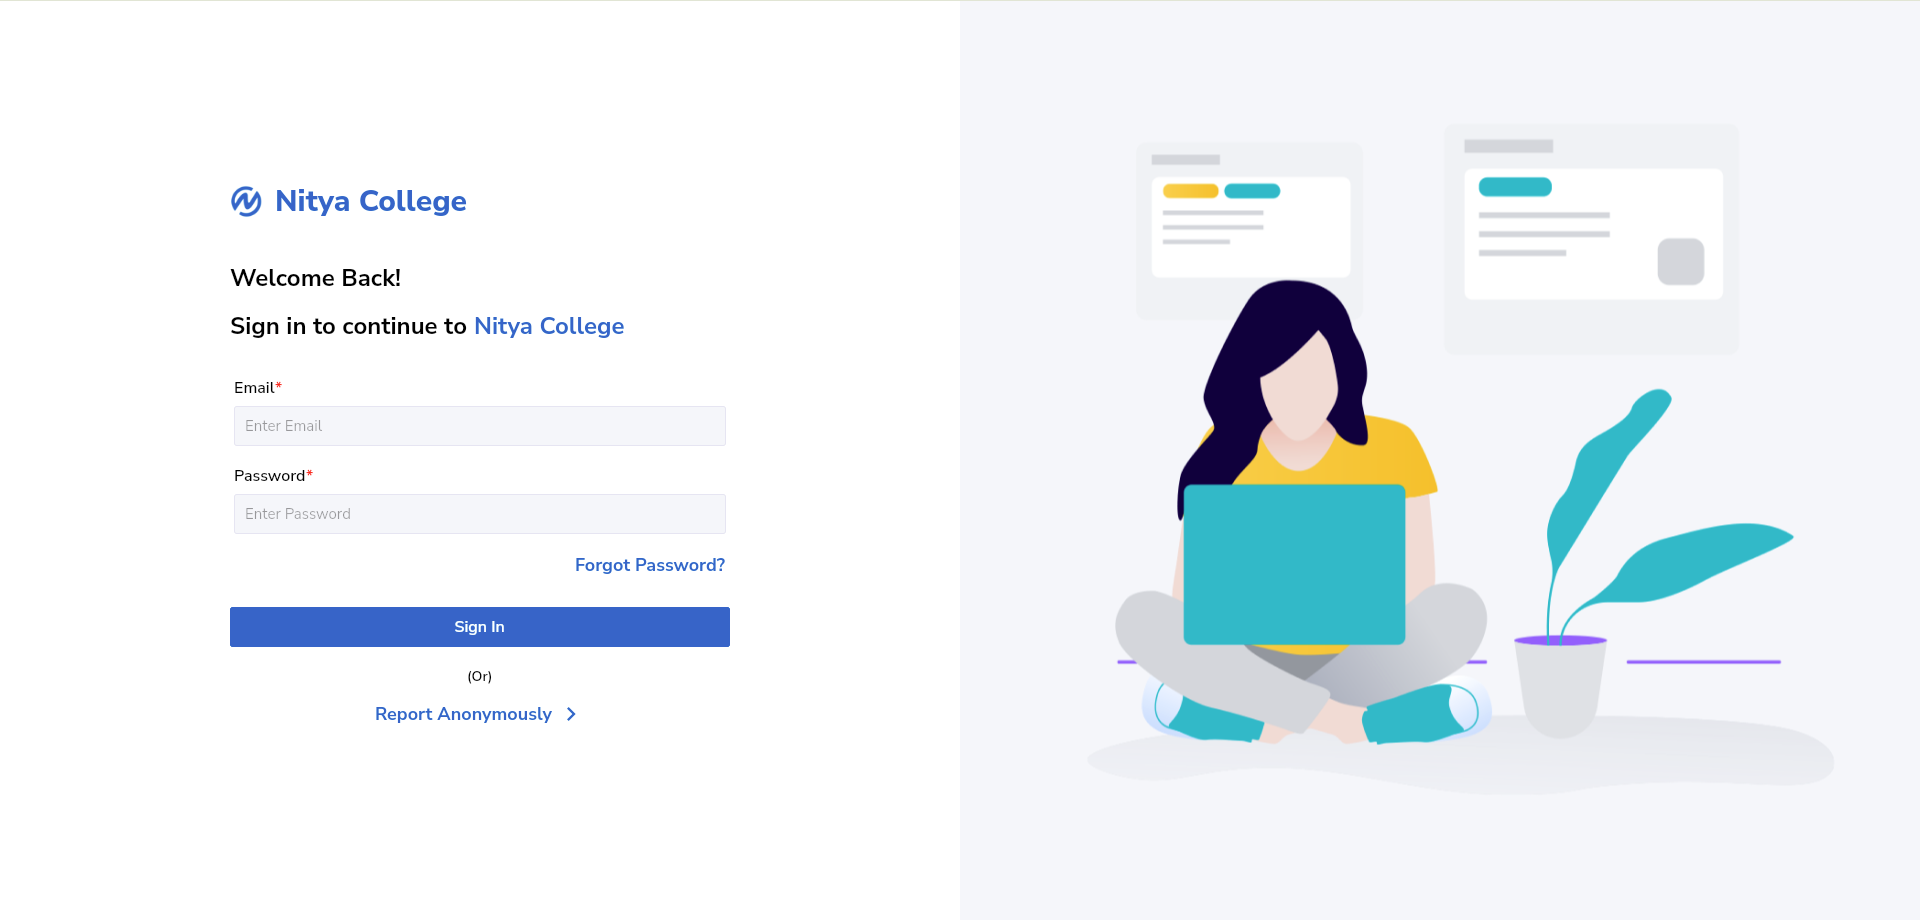 Nitya College
Welcome Back!
Sign in to continue to Nitya College
Email*
Enter Email
Password*
Enter Password
Forgot Password?
Sign In
(Or)
Report Anonymously